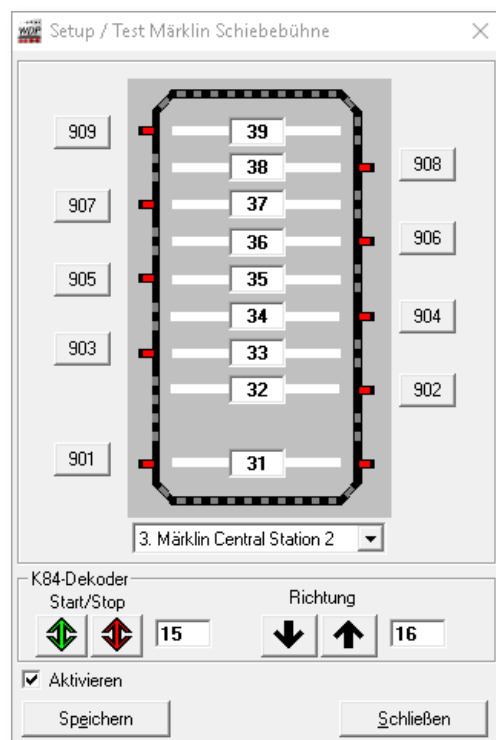 WDP
Setup / Test Märklin Schiebebühne
909
39
38
908
907
37
36
906
905
35
34
904
903
33
32
902
901
31
3. Märklin Central Station 2
K84-Dekoder
Start/Stop
Richtung
15
16
Aktivieren
Speichern
Schließen